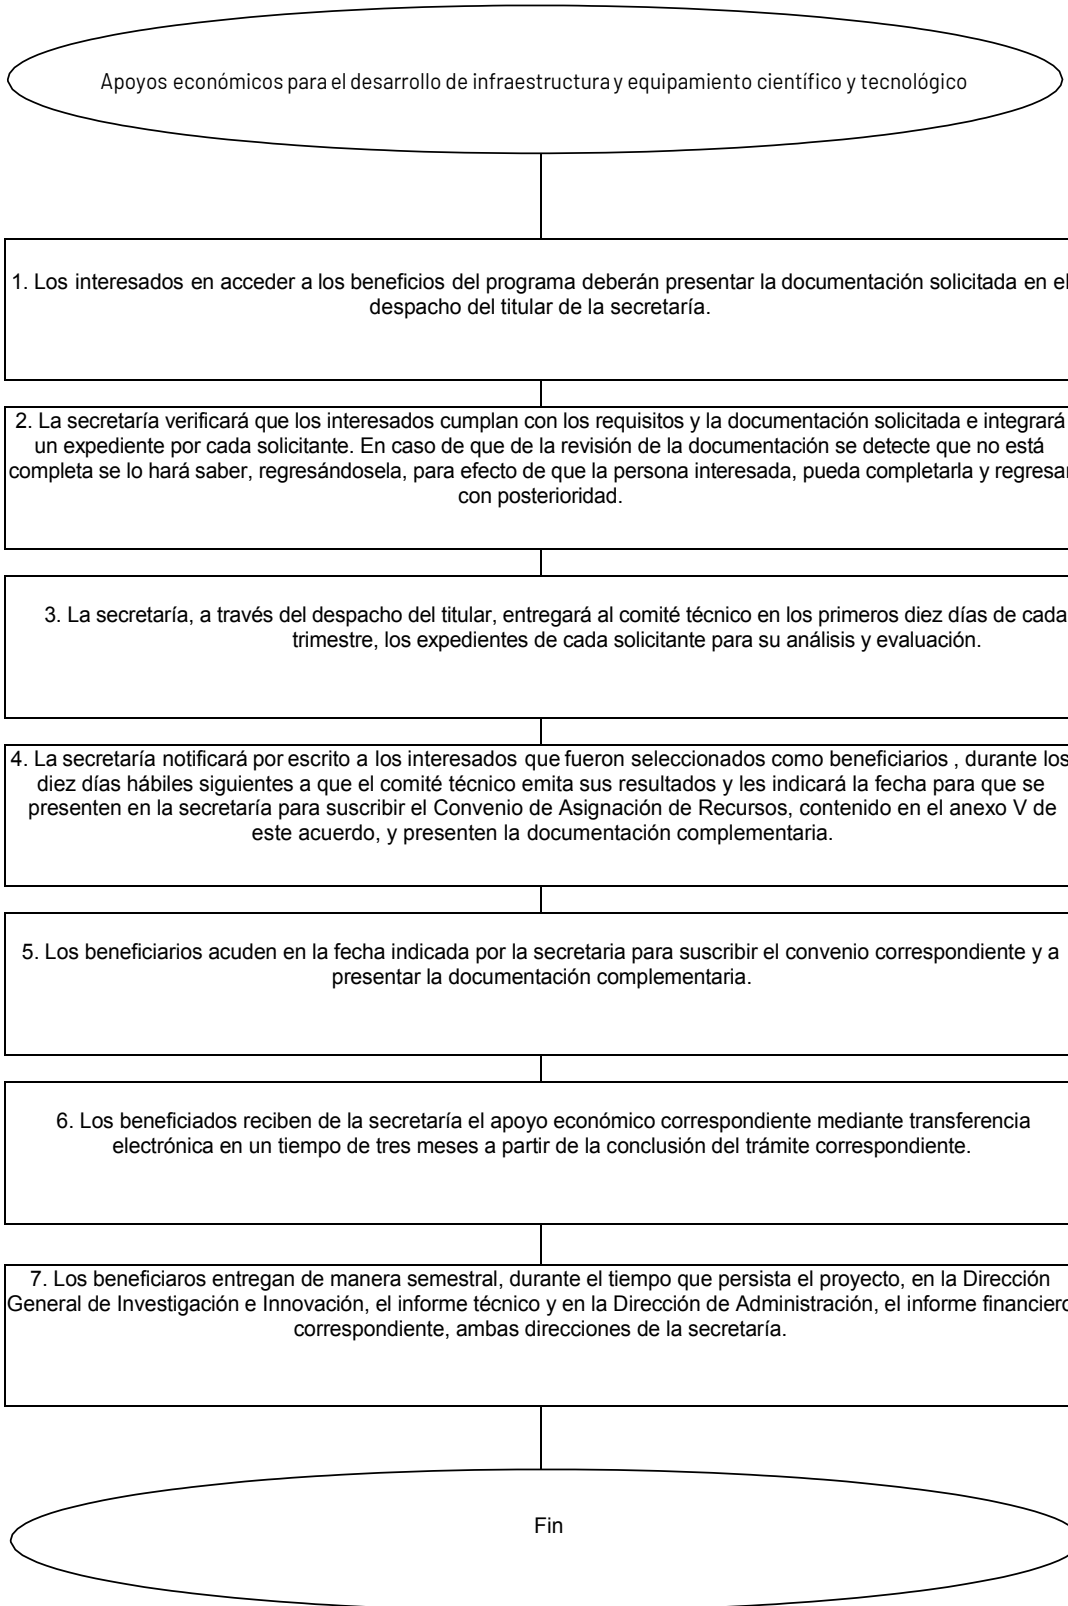 Apoyos económicos para el desarrollo de infraestructura y equipamiento científico y tecnológico
1. Los interesados en acceder a los beneficios del programa deberán presentar la documentación solicitada en el
despacho del titular de la secretaría.
2. La secretaría verificará que los interesados cumplan con los requisitos y la documentación solicitada e integrará
un expediente por cada solicitante. En caso de que de la revisión de la documentación se detecte que no está
completa se lo hará saber, regresándosela, para efecto de que la persona interesada, pueda completarla y regresar
con posterioridad.
3. La secretaría, a través del despacho del titular, entregará al comité técnico en los primeros diez días de cada
trimestre, los expedientes de cada solicitante para su análisis y evaluación.
4. La secretaría notificará por escrito a los interesados que fueron seleccionados como beneficiarios , durante los
diez días hábiles siguientes a que el comité técnico emita sus resultados y les indicará la fecha para que se
presenten en la secretaría para suscribir el Convenio de Asignación de Recursos, contenido en el anexo V de
este acuerdo, y presenten la documentación complementaria.
5. Los beneficiarios acuden en la fecha indicada por la secretaria para suscribir el convenio correspondiente y a
presentar la documentación complementaria.
6. Los beneficiados reciben de la secretaría el apoyo económico correspondiente mediante transferencia
electrónica en un tiempo de tres meses a partir de la conclusión del trámite correspondiente.
7. Los beneficiaros entregan de manera semestral, durante el tiempo que persista el proyecto, en la Dirección
General de Investigación e Innovación, el informe técnico y en la Dirección de Administración, el informe financiero
correspondiente, ambas direcciones de la secretaría.
Fin